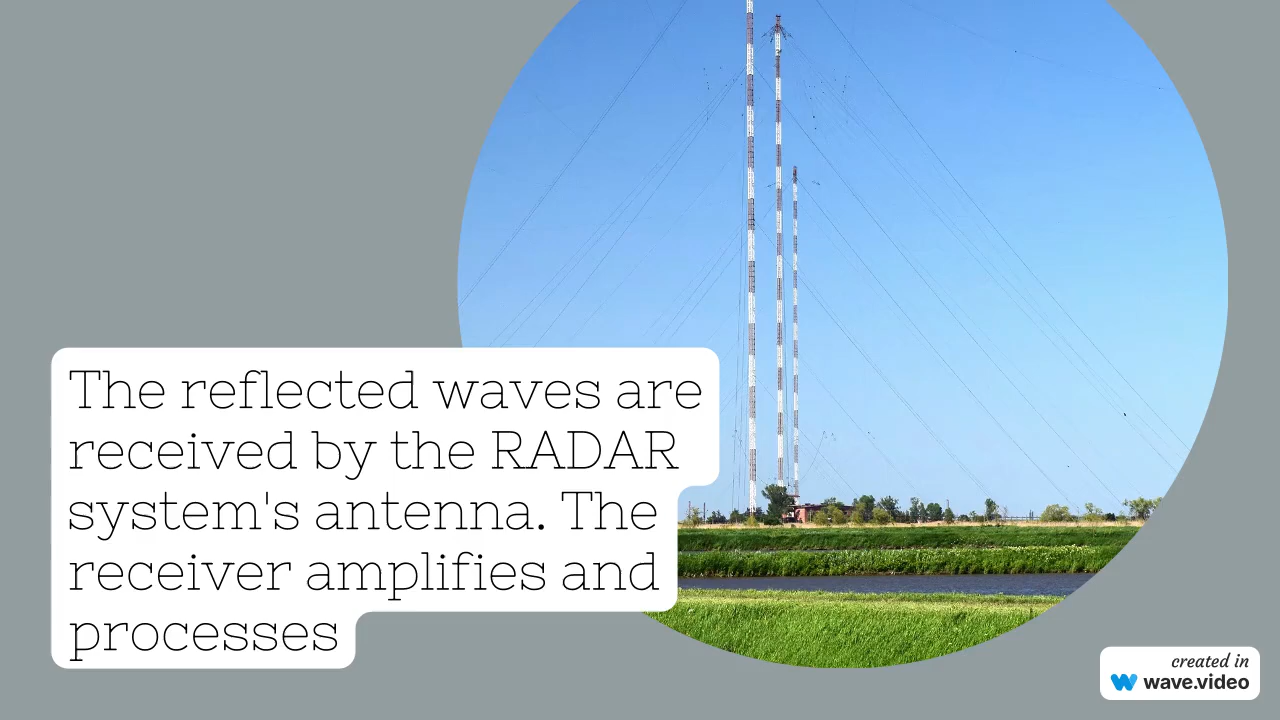 The reflected waves are
received by the RADAR
system's antenna. The
receiver amplifies and
processes
created in
wave.video